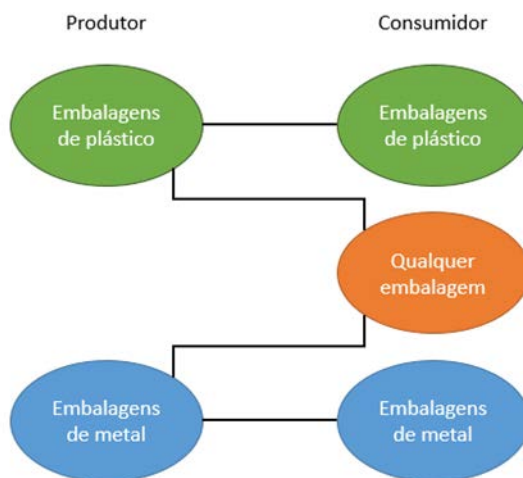 Produtor
Consumidor
Embalagens
de plástico
Embalagens
de plástico
Qualquer
embalagem
Embalagens
de metal
Embalagens
de metal